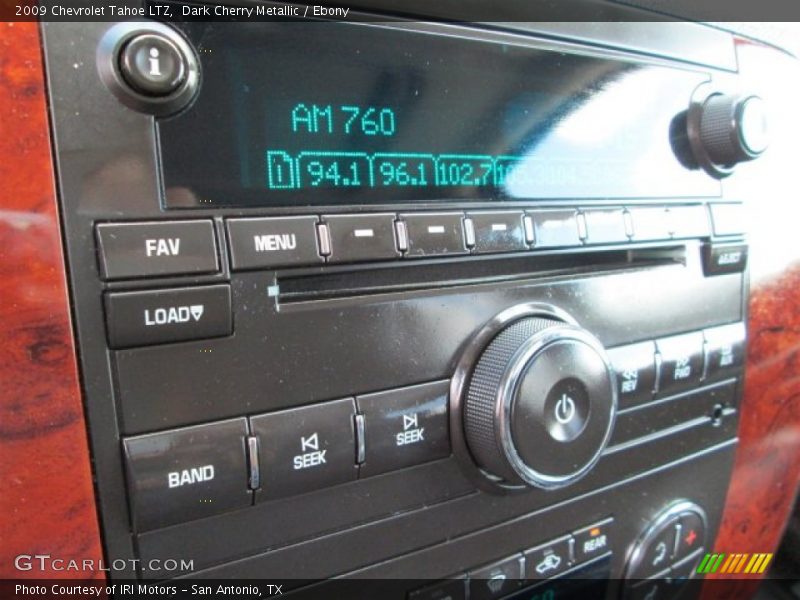 2009 Chevrolet Tahoe LTZ, Dark Cherry Metallic / Ebony
i
AM 760
1 94.1 96.1 102.7
FAV MENU
LOAD
REV
SEEK SEEK
BAND
REAR
GTCARLOT.COM
Photo Courtesy of IRI Motors – San Antonio, TX